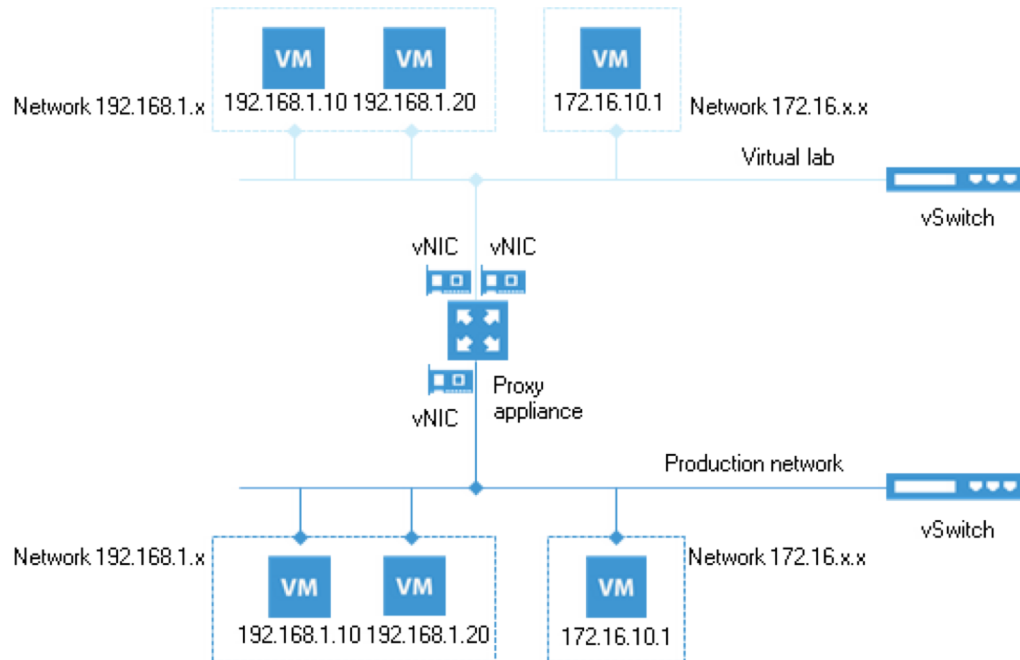 VM
VM
VM
Network 192.168.1.x
192.168.1.10
192.168.1.20
172.16.10.1
Network 172.16.x.x
Virtual lab
vSwitch
vNIC
vNIC
vNIC
Proxy
appliance
Production network
vSwitch
Network 192.168.1.x
Network 172.16.x.x
VM
VM
VM
192.168.1.10
192.168.1.20
172.16.10.1